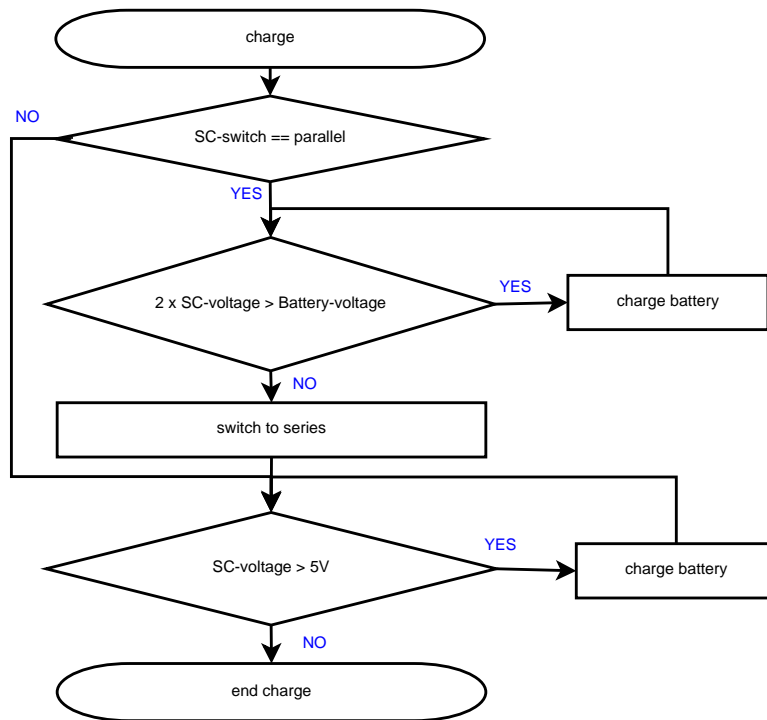 charge
NO
SC-switch == parallel
YES
2 x SC-voltage > Battery-voltage
YES
charge battery
NO
switch to series
SC-voltage > 5V
YES
charge battery
NO
end charge